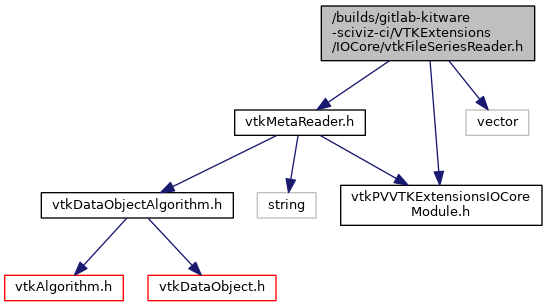 /builds/gitlab-kitware
-sciviz-ci/VTKExtensions
/IOCore/vtkFileSeriesReader.h
vtkMetaReader.h
vector
vtkDataObjectAlgorithm.h
string
vtkPVVTKExtensionsIOCore
Module.h
vtkAlgorithm.h
vtkDataObject.h